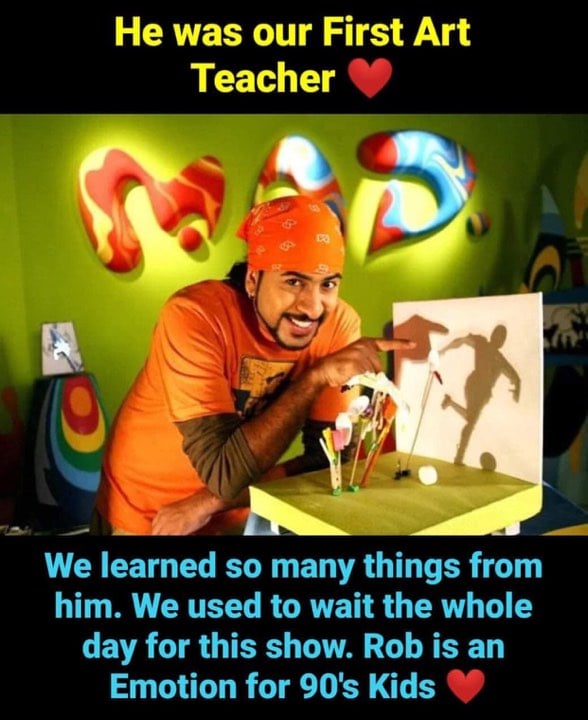 He was our First Art
Teacher ❤️
M.A.D.
We learned so many things from
him. We used to wait the whole
day for this show. Rob is an
Emotion for 90's Kids ❤️